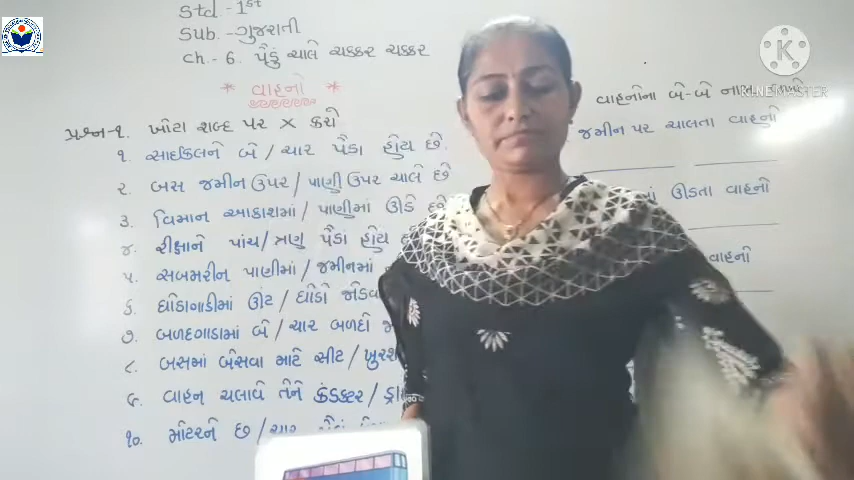 Std.- 1st
Sub.- ગુજરાતી
ch.- 6. પૈડું ચાલે ચક્કર ચક્કર
* વાહનો *
પ્રશ્ન-૧. ખોટા શબ્દ પર × કરો
૧. સાઇકલને બે / ચાર પૈડા હોય છે.
૨. બસ જમીન ઉપર / પાણી ઉપર ચાલે છે
૩. વિમાન આકાશમાં / પાણીમાં ઊડે છે
૪. રીક્ષાને પાંચ / ત્રણ પૈડાં હોય
૫. સબમરીન પાણીમાં / જમીનમાં
૬. ઘોડાગાડીમાં ઊંટ / ઘોડો
૭. બળદગાડામાં બે / ચાર બળદો
૮. બસમાં બેસવા માટે સીટ /
૯. વાહન ચલાવે તેને કંડક્ટર /
૧૦. મોટરને છ / ચાર
વાહનોના બે-બે
જમીન પર ચાલતા વાહનો
ઊડતા વાહનો
વાહનો
KINEMASTER